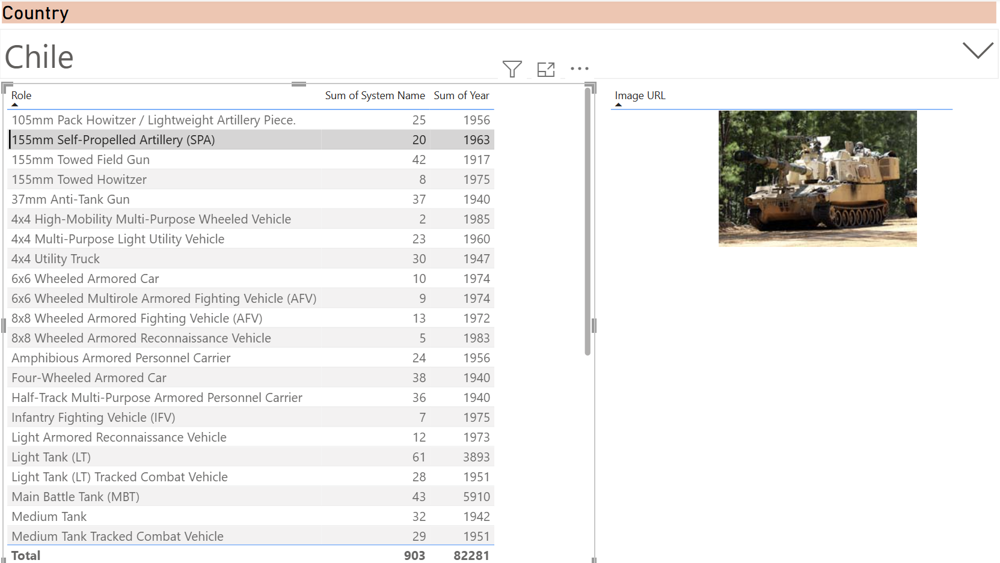 Country
Chile
Role Sum of System Name Sum of Year
105mm Pack Howitzer / Lightweight Artillery Piece. 25 1956
155mm Self-Propelled Artillery (SPA) 20 1963
155mm Towed Field Gun 42 1917
155mm Towed Howitzer 8 1975
37mm Anti-Tank Gun 37 1940
4x4 High-Mobility Multi-Purpose Wheeled Vehicle 2 1985
4x4 Multi-Purpose Light Utility Vehicle 23 1960
4x4 Utility Truck 30 1947
6x6 Wheeled Armored Car 10 1974
6x6 Wheeled Multirole Armored Fighting Vehicle (AFV) 9 1974
8x8 Wheeled Armored Fighting Vehicle (AFV) 13 1972
8x8 Wheeled Armored Reconnaissance Vehicle 5 1983
Amphibious Armored Personnel Carrier 24 1956
Four-Wheeled Armored Car 38 1940
Half-Track Multi-Purpose Armored Personnel Carrier 36 1940
Infantry Fighting Vehicle (IFV) 7 1975
Light Armored Reconnaissance Vehicle 12 1973
Light Tank (LT) 61 3893
Light Tank (LT) Tracked Combat Vehicle 28 1951
Main Battle Tank (MBT) 43 5910
Medium Tank 32 1942
Medium Tank Tracked Combat Vehicle 29 1951
Total 903 82281
Image URL